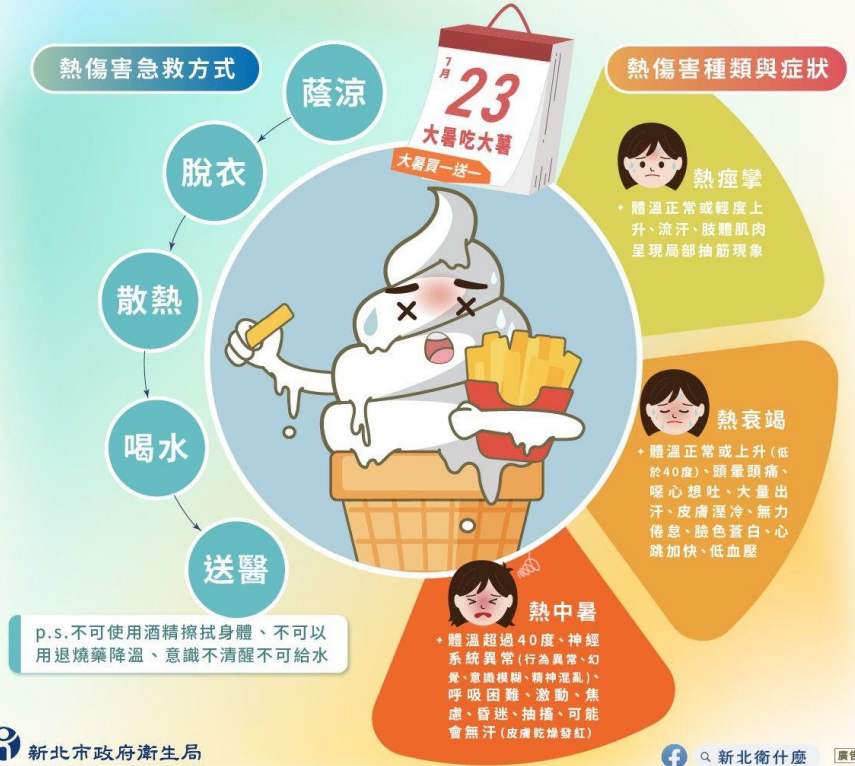 熱傷害急救方式
蔭涼
脫衣
散熱
喝水
送醫
p.s.不可使用酒精擦拭身體、不可以
用退燒藥降溫、意識不清醒不可給水
7月
23
大暑吃大薯
大暑買一送一
熱傷害種類與症狀
熱痙攣
體溫正常或輕度上
升、流汗、肢體肌肉
呈現局部抽筋現象
熱衰竭
體溫正常或上升(低
於40度)、頭暈頭痛、
噁心想吐、大量出
汗、皮膚溼冷、無力
倦怠、臉色蒼白、心
跳加快、低血壓
熱中暑
體溫超過40度、神經
系統異常(行為異常、幻
覺、意識模糊、精神混亂)、
呼吸困難、激動、焦
慮、昏迷、抽搐、可能
會無汗(皮膚乾燥發紅)
新北市政府衛生局
新北衛什麼
廣告